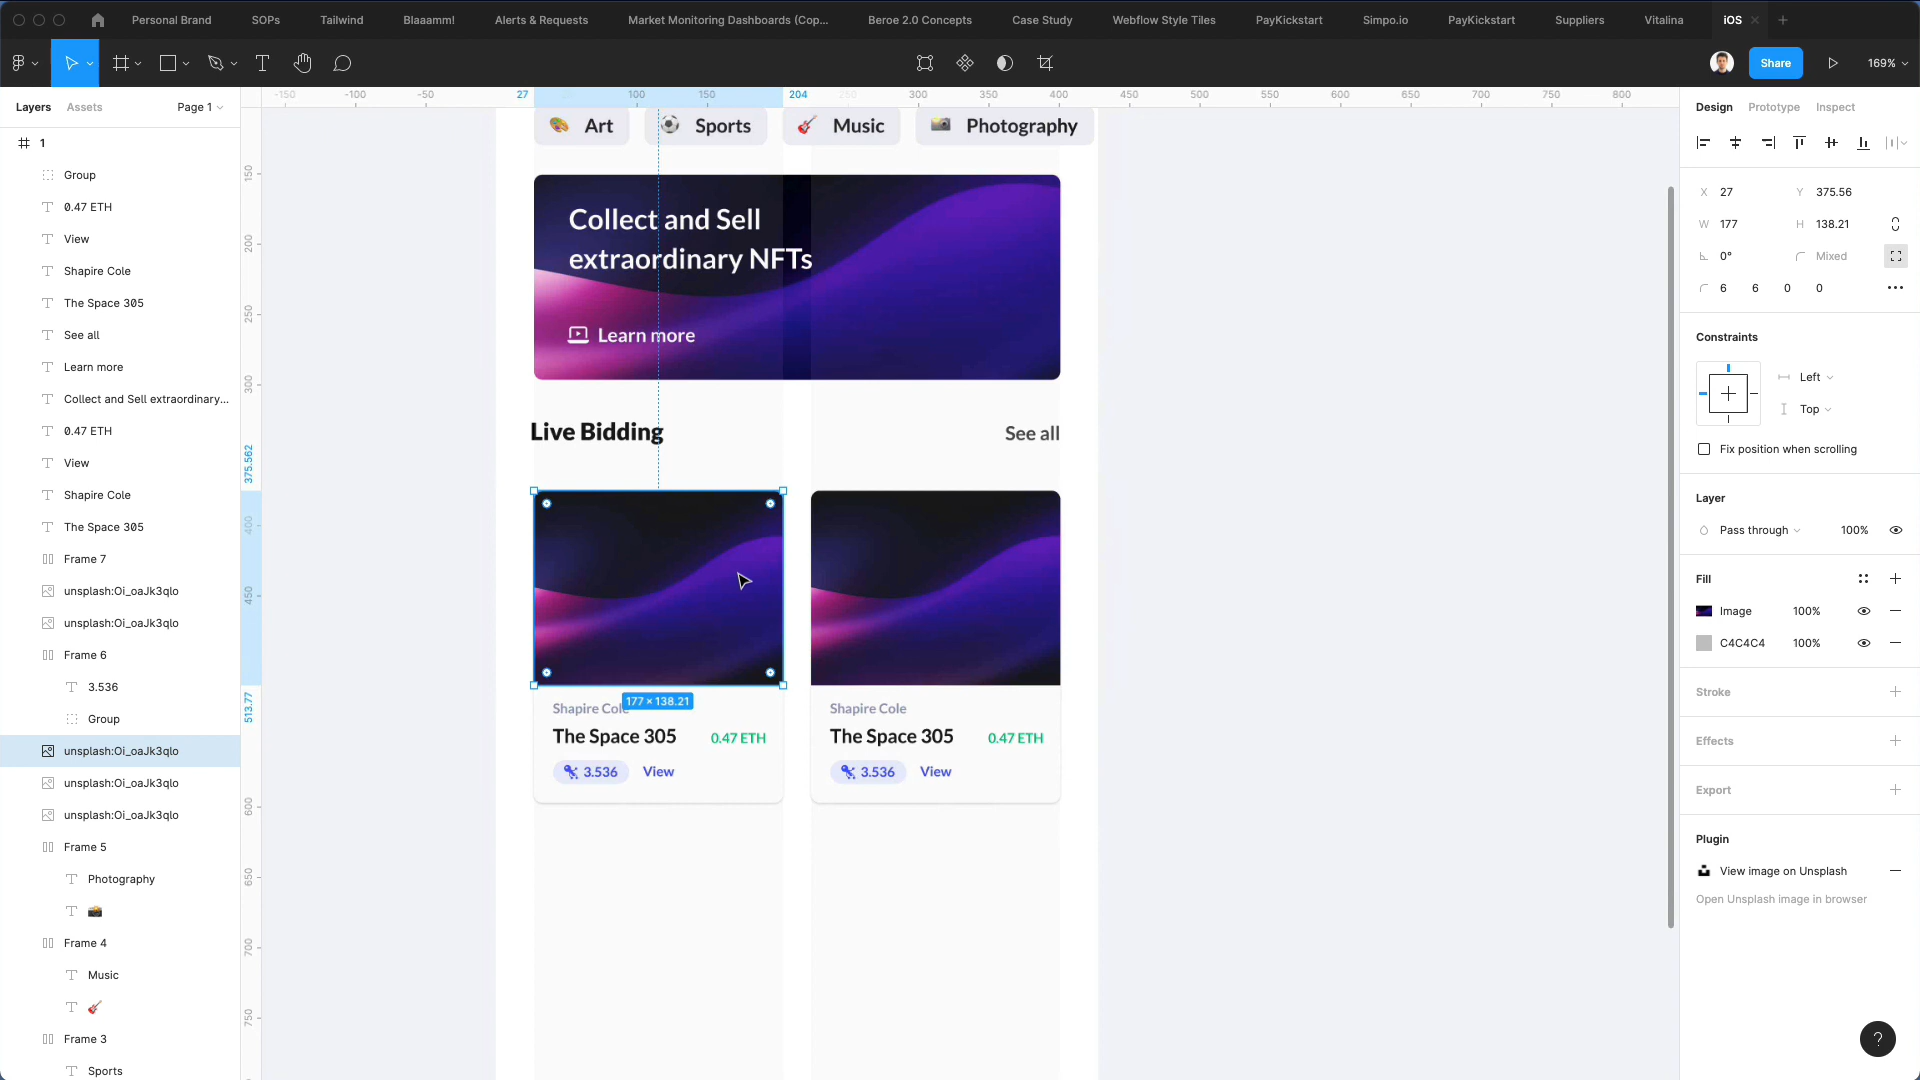 Personal Brand
SOPs
Tailwind
Blaaamm!
Alerts & Requests
Market Monitoring Dashboards (Cop...
Beroe 2.0 Concepts
Case Study
Webflow Style Tiles
PayKickstart
Simpo.io
PayKickstart
Suppliers
Vitalina
iOS
Share
169%
Layers
Assets
Page 1
-150
-100
-50
27
100
150
204
250
300
350
400
450
500
550
600
650
700
750
800
Design
Prototype
Inspect
1
Group
0.47 ETH
View
Shapire Cole
The Space 305
See all
Learn more
Collect and Sell extraordinary...
0.47 ETH
View
Shapire Cole
The Space 305
Frame 7
unsplash:Oi_oaJk3qlo
unsplash:Oi_oaJk3qlo
Frame 6
3.536
Group
unsplash:Oi_oaJk3qlo
unsplash:Oi_oaJk3qlo
unsplash:Oi_oaJk3qlo
Frame 5
Photography
Frame 4
Music
Frame 3
Sports
150
200
250
300
375.562
400
450
513.77
600
650
700
750
Art
Sports
Music
Photography
Collect and Sell
extraordinary NFTs
Learn more
Live Bidding
See all
177 × 138.21
Shapire Cole
The Space 305
0.47 ETH
3.536
View
Shapire Cole
The Space 305
0.47 ETH
3.536
View
X 27
Y 375.56
W 177
H 138.21
0°
Mixed
6 6 0 0
Constraints
Left
Top
Fix position when scrolling
Layer
Pass through
100%
Fill
Image
100%
C4C4C4
100%
Stroke
Effects
Export
Plugin
View image on Unsplash
Open Unsplash image in browser
?